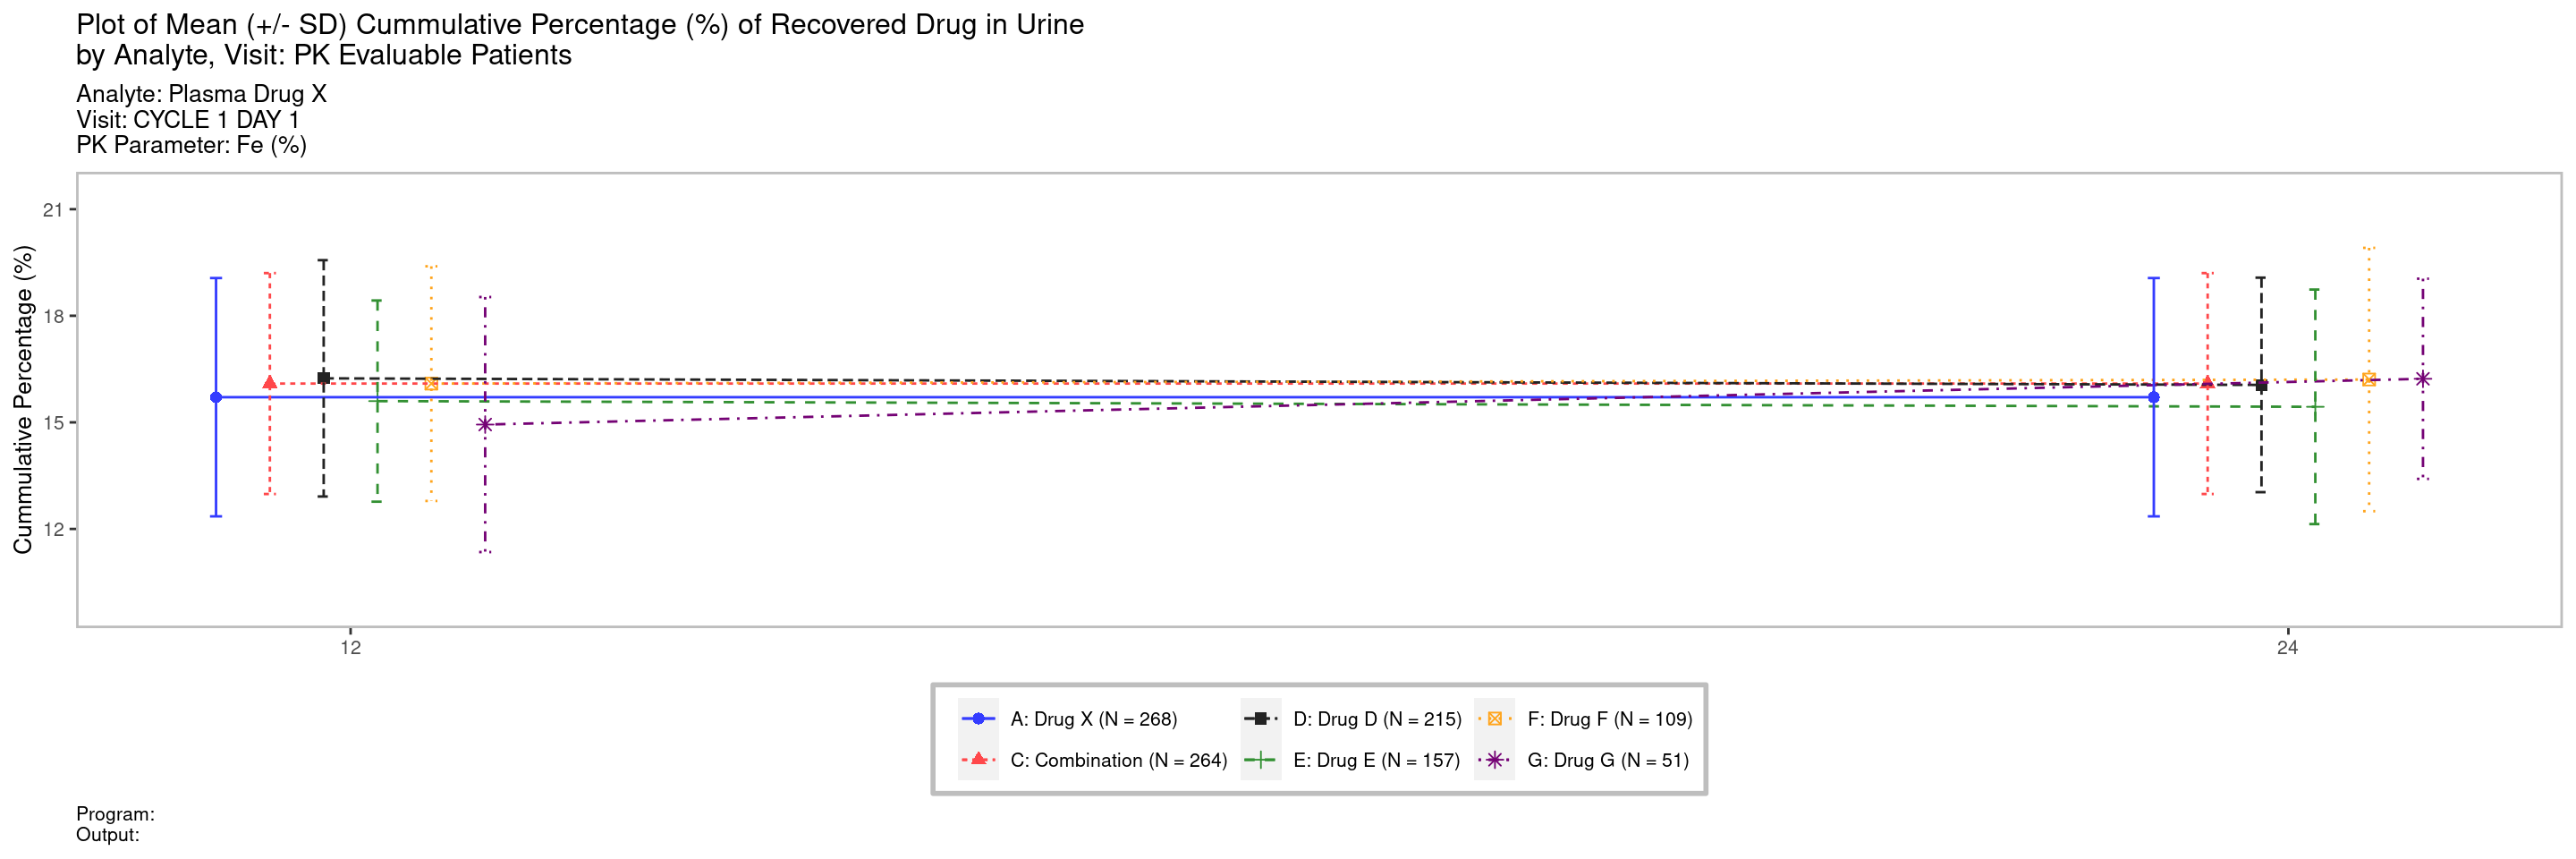 Plot of Mean (+/- SD) Cummulative Percentage (%) of Recovered Drug in Urine
by Analyte, Visit: PK Evaluable Patients
Analyte: Plasma Drug X
Visit: CYCLE 1 DAY 1
PK Parameter: Fe (%)
Cummulative Percentage (%)
21
18
15
12
12
24
A: Drug X (N = 268)
D: Drug D (N = 215)
F: Drug F (N = 109)
C: Combination (N = 264)
E: Drug E (N = 157)
G: Drug G (N = 51)
Program:
Output: